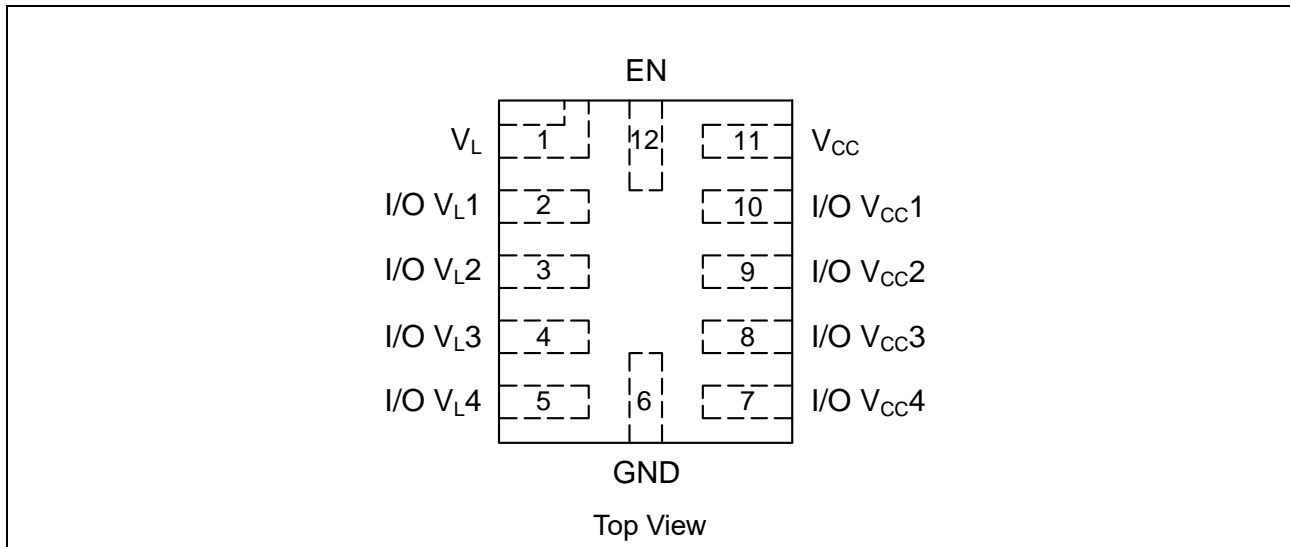 EN
V_L 1 12 11 V_CC
I/O V_L1 2 10 I/O V_CC1
I/O V_L2 3 9 I/O V_CC2
I/O V_L3 4 8 I/O V_CC3
I/O V_L4 5 6 7 I/O V_CC4
GND
Top View